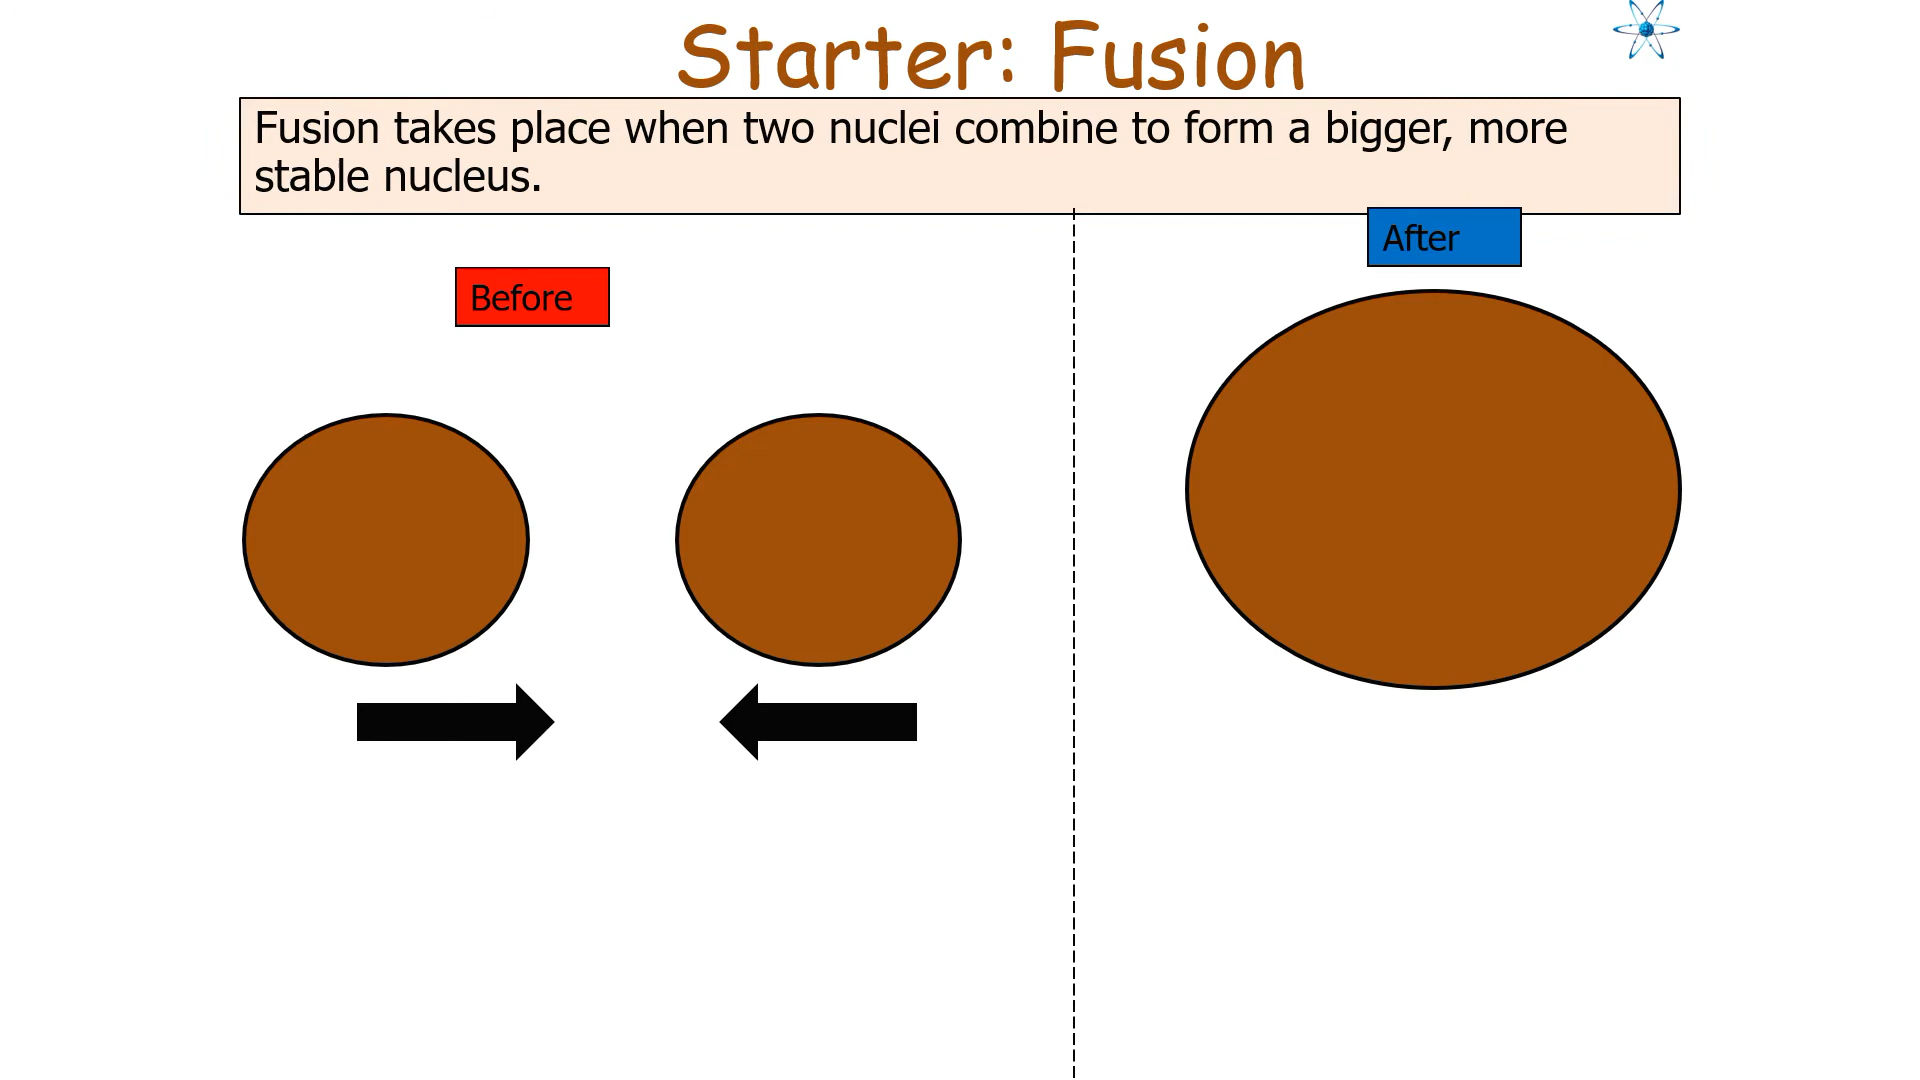 Starter: Fusion
Fusion takes place when two nuclei combine to form a bigger, more
stable nucleus.
After
Before